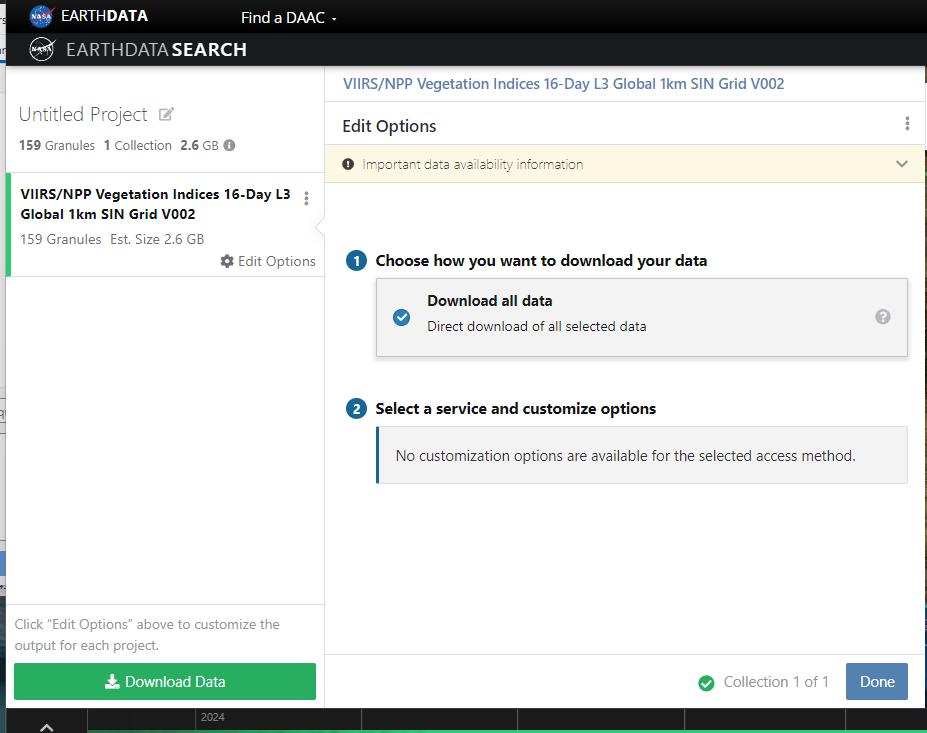 EARTHDATA Find a DAAC
EARTHDATA SEARCH
VIIRS/NPP Vegetation Indices 16-Day L3 Global 1km SIN Grid V002
Untitled Project
159 Granules 1 Collection 2.6 GB
Edit Options
Important data availability information
VIIRS/NPP Vegetation Indices 16-Day L3
Global 1km SIN Grid V002
159 Granules Est. Size 2.6 GB
Edit Options
1 Choose how you want to download your data
Download all data
Direct download of all selected data
2 Select a service and customize options
No customization options are available for the selected access method.
Click "Edit Options" above to customize the
output for each project.
Download Data
Collection 1 of 1 Done
2024